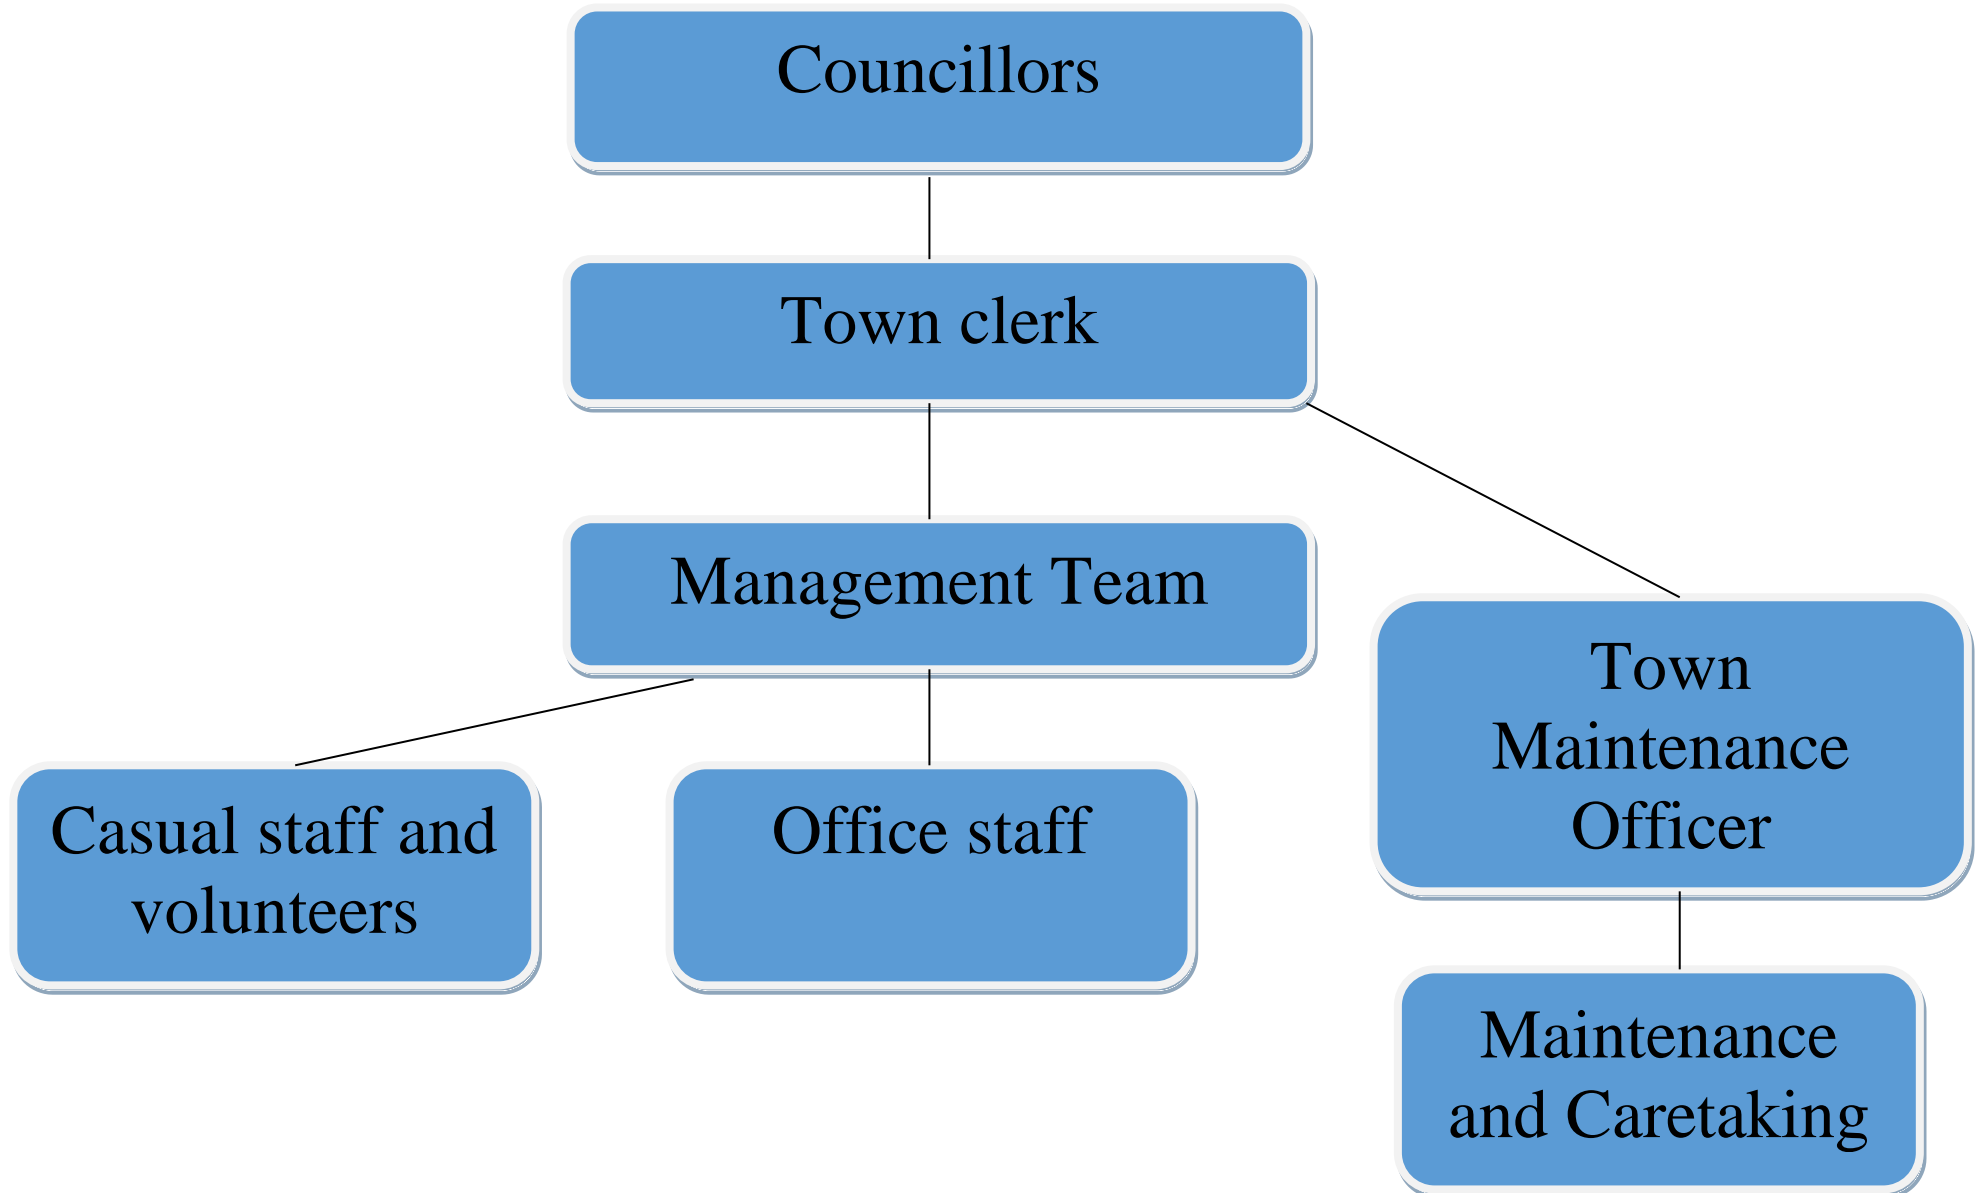 Councillors
Town clerk
Management Team
Town
Maintenance
Officer
Casual staff and
volunteers
Office staff
Maintenance
and Caretaking